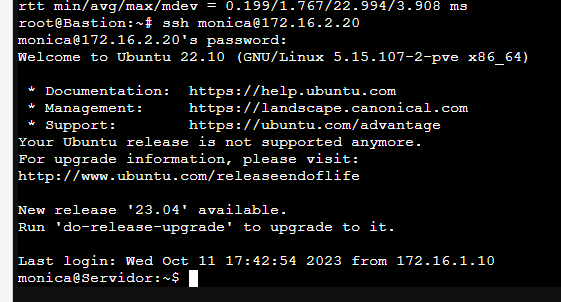 rtt min/avg/max/mdev = 0.199/1.767/22.994/3.908 ms
root@Bastion:~# ssh monica@172.16.2.20
monica@172.16.2.20's password:
Welcome to Ubuntu 22.10 (GNU/Linux 5.15.107-2-pve x86_64)

 * Documentation:  https://help.ubuntu.com
 * Management:     https://landscape.canonical.com
 * Support:        https://ubuntu.com/advantage
Your Ubuntu release is not supported anymore.
For upgrade information, please visit:
http://www.ubuntu.com/releaseendoflife

New release '23.04' available.
Run 'do-release-upgrade' to upgrade to it.

Last login: Wed Oct 11 17:42:54 2023 from 172.16.1.10
monica@Servidor:~$